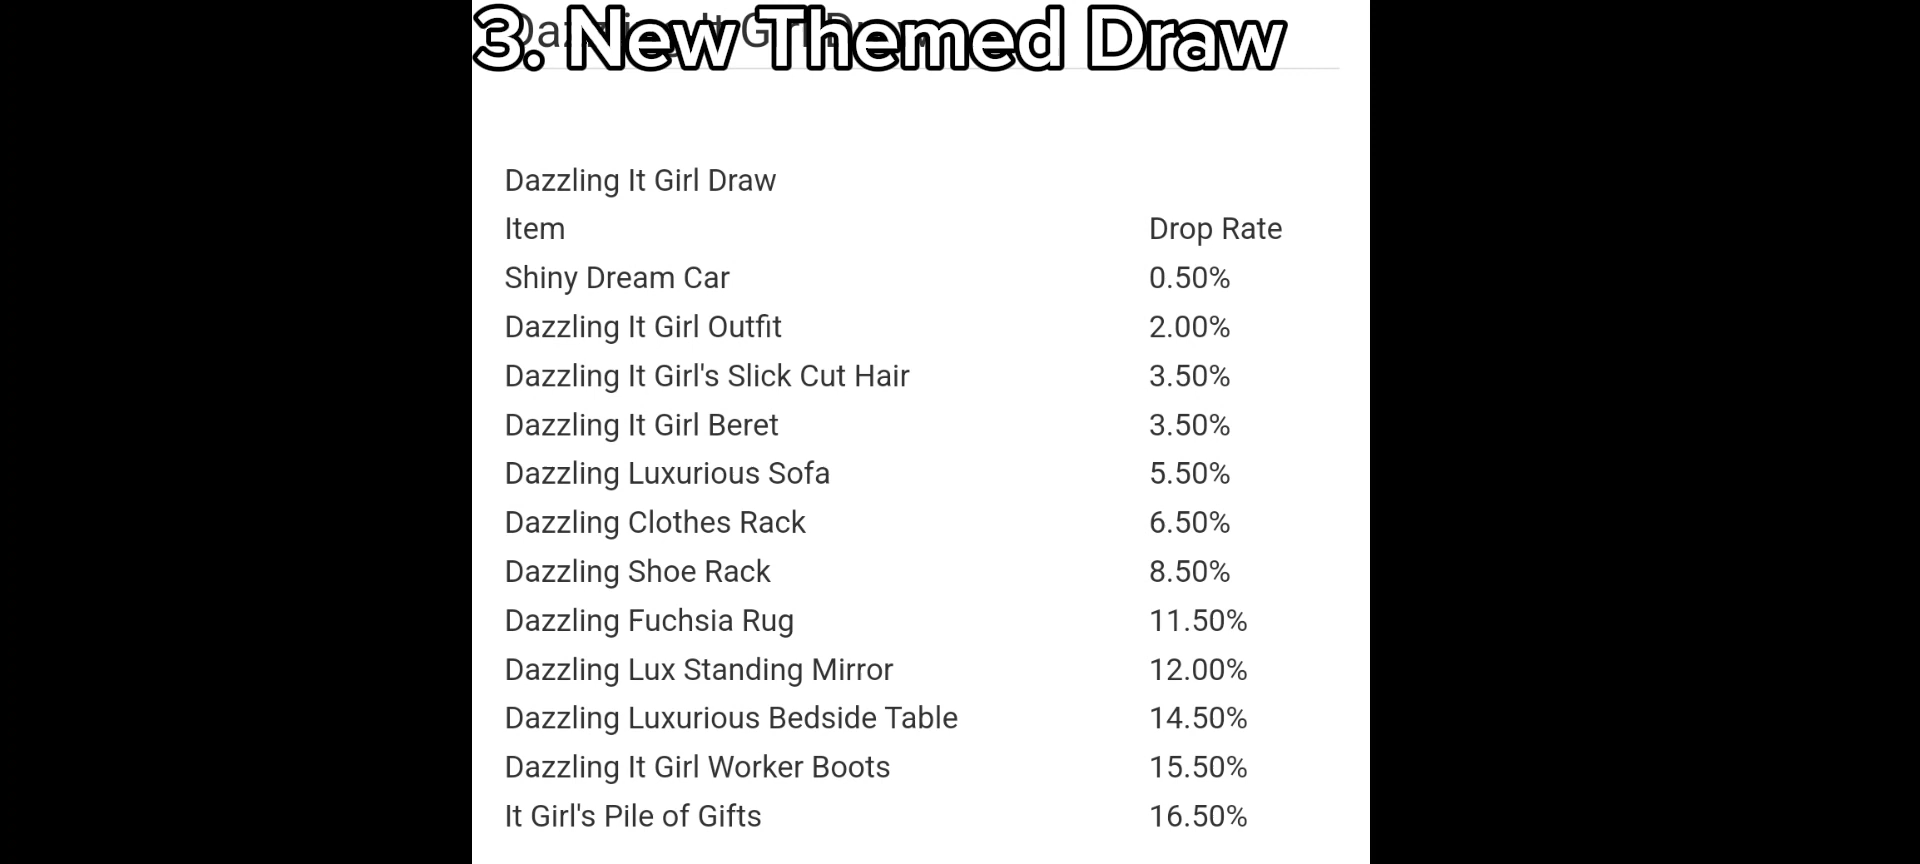 3. New Themed Draw
Dazzling It Girl Draw
Item Drop Rate
Shiny Dream Car 0.50%
Dazzling It Girl Outfit 2.00%
Dazzling It Girl's Slick Cut Hair 3.50%
Dazzling It Girl Beret 3.50%
Dazzling Luxurious Sofa 5.50%
Dazzling Clothes Rack 6.50%
Dazzling Shoe Rack 8.50%
Dazzling Fuchsia Rug 11.50%
Dazzling Lux Standing Mirror 12.00%
Dazzling Luxurious Bedside Table 14.50%
Dazzling It Girl Worker Boots 15.50%
It Girl's Pile of Gifts 16.50%